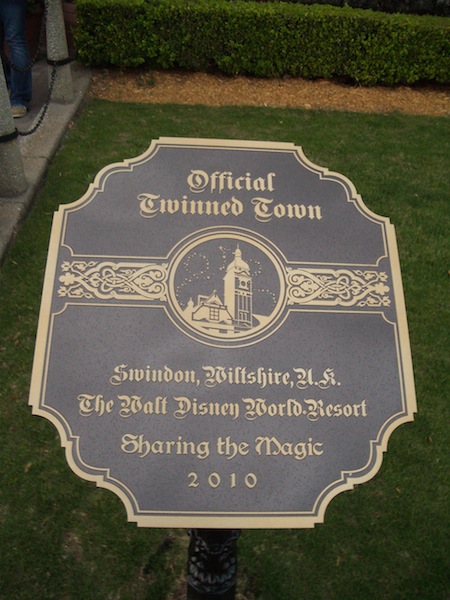 Official
Twinned Town
Swindon, Wiltshire, U.K.
The Walt Disney World Resort
Sharing the Magic
2010